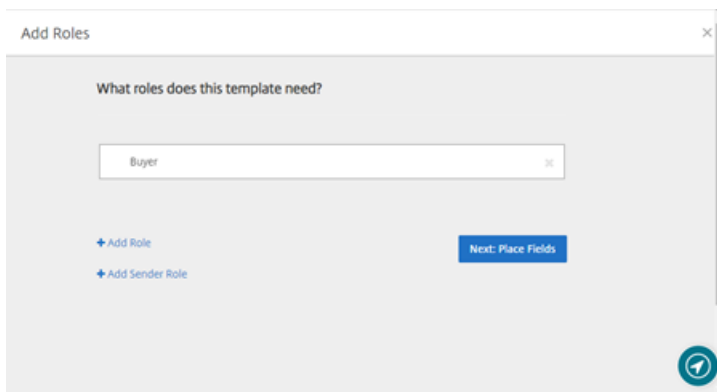 Add Roles
What roles does this template need?
Buyer
+ Add Role
Next: Place Fields
+ Add Sender Role